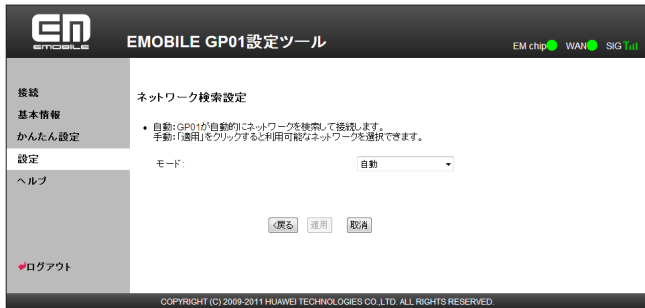 EM
EMOBILE
EMOBILE GP01設定ツール
EM chip WAN SIG
接続
基本情報
かんたん設定
設定
ヘルプ
ログアウト
ネットワーク検索設定
• 自動:GP01が自動的にネットワークを検索して接続します。
手動:「適用」をクリックすると利用可能なネットワークを選択できます。
モード: 自動
<戻る 適用 取消
COPYRIGHT (C) 2009-2011 HUAWEI TECHNOLOGIES CO.,LTD. ALL RIGHTS RESERVED.